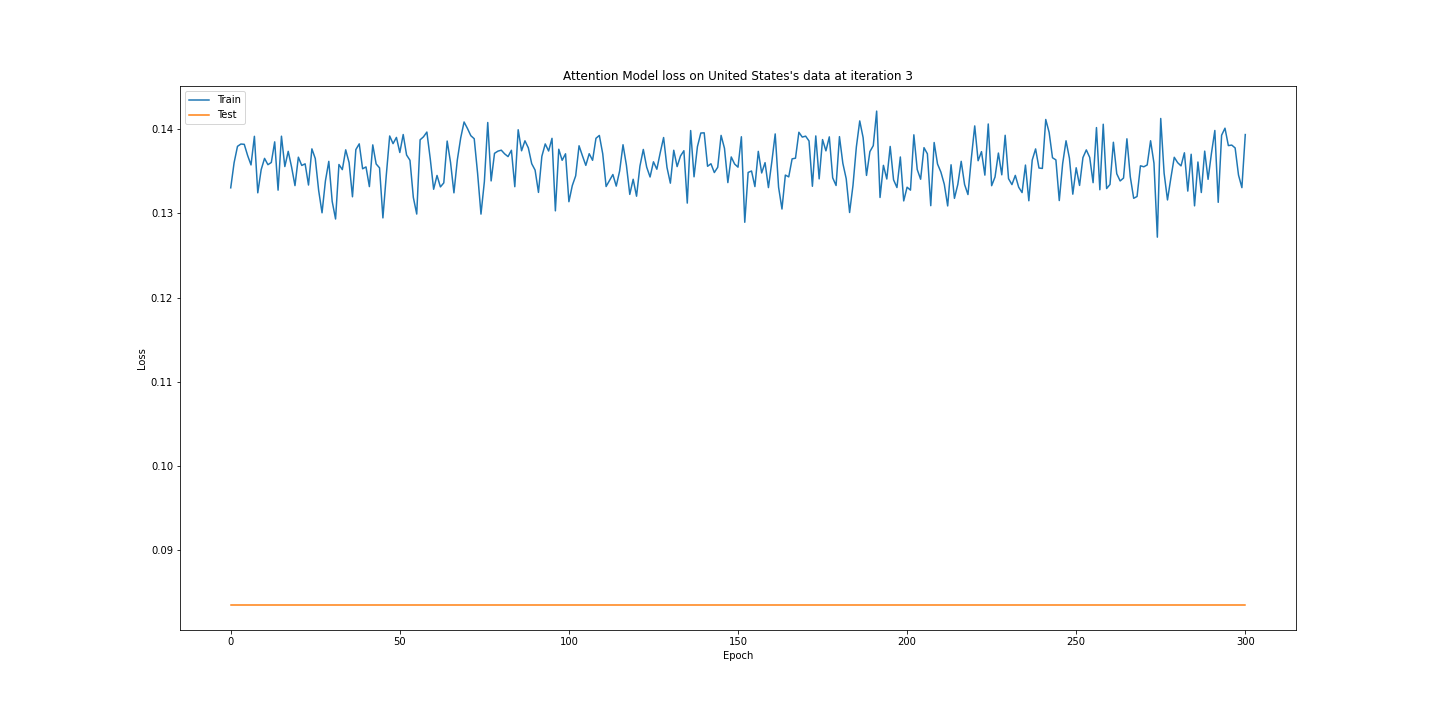 Attention Model loss on United States's data at iteration 3
Train
Test
0.14
0.13
0.12
0.11
0.10
0.09
Loss
0
50
100
150
200
250
300
Epoch